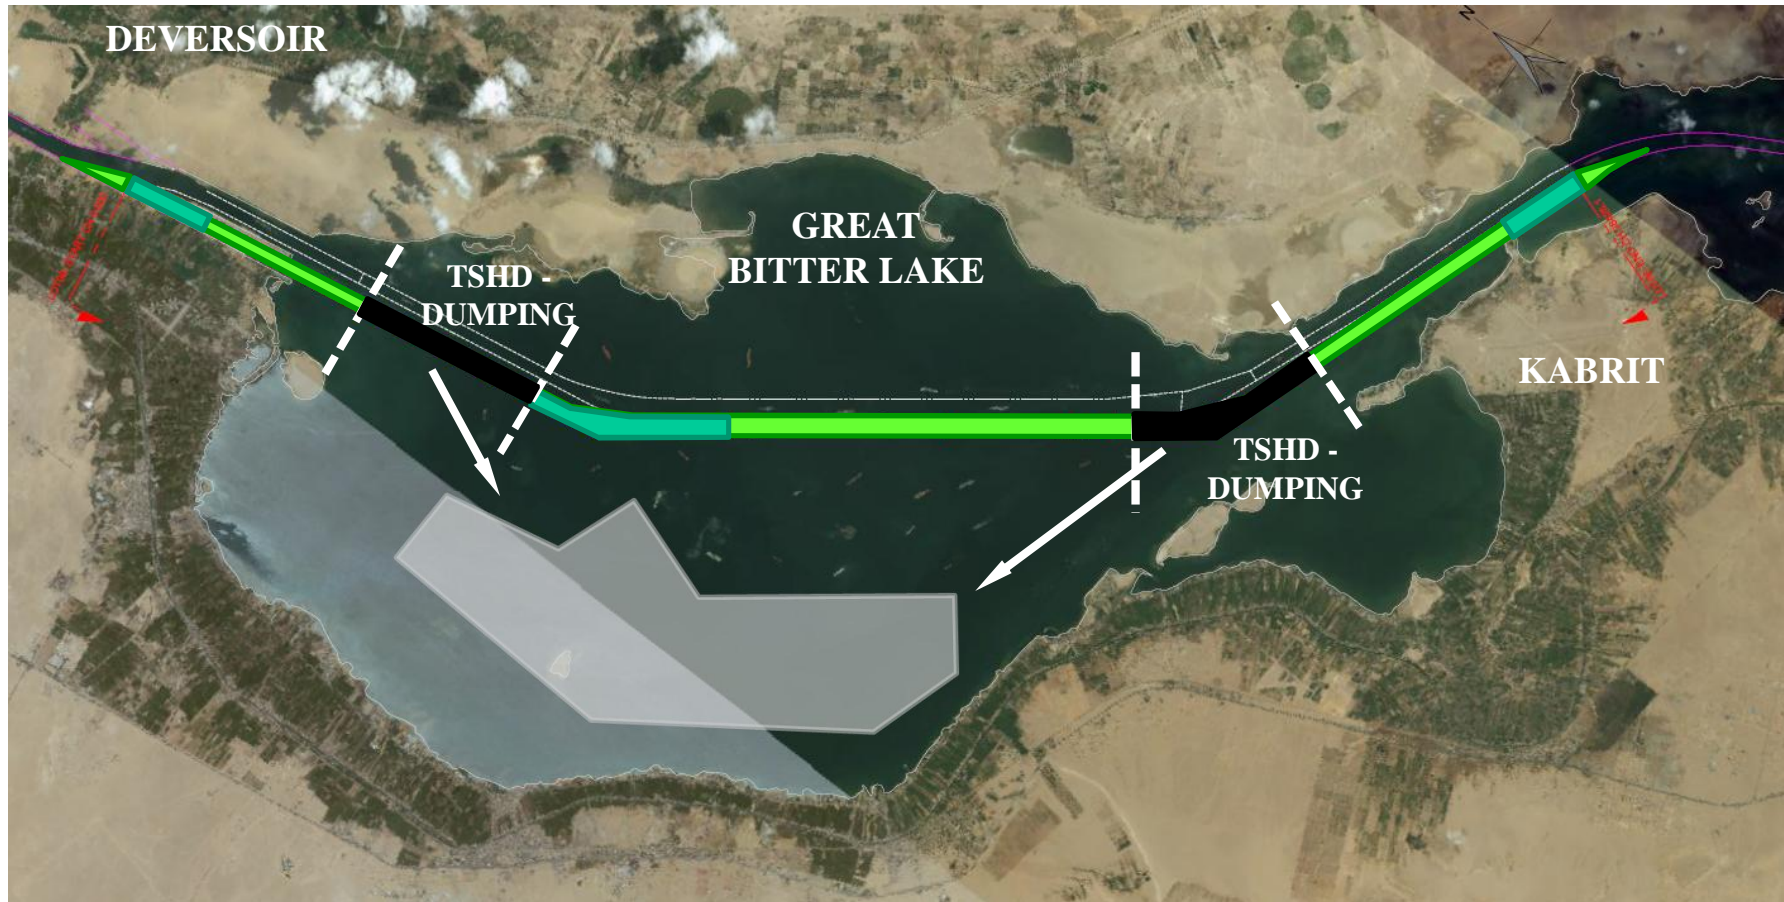 DEVERSOIR
N
GREAT
BITTER LAKE
TSHD -
DUMPING
KABRIT
TSHD -
DUMPING